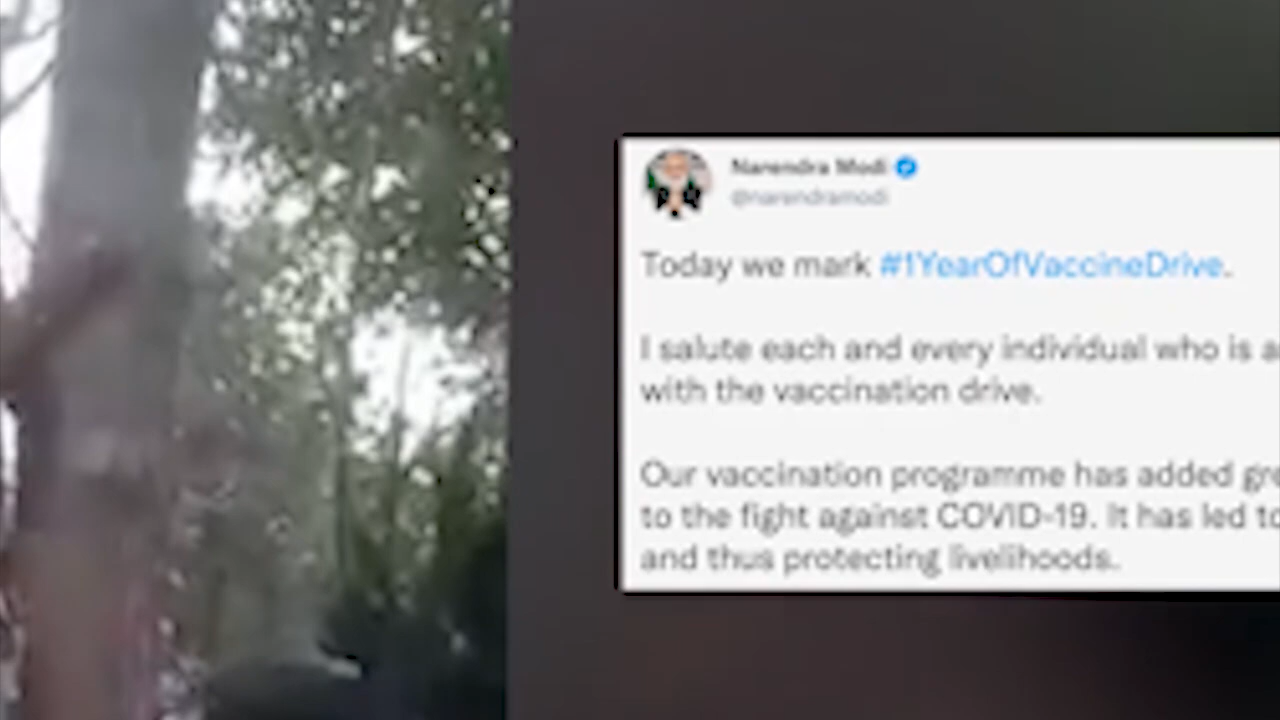 Narendra Modi
@narendramodi
Today we mark #1YearOfVaccineDrive.
I salute each and every individual who is
with the vaccination drive.
Our vaccination programme has added
to the fight against COVID-19. It has led to
and thus protecting livelihoods.